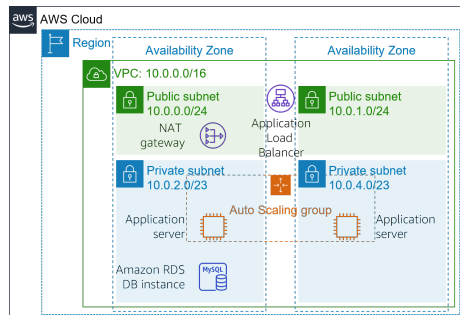 aws
AWS Cloud
Region
Availability Zone
Availability Zone
VPC: 10.0.0.0/16
Public subnet
10.0.0.0/24
NAT
gateway
Application
Load
Balancer
Public subnet
10.0.1.0/24
Private subnet
10.0.2.0/23
Private subnet
10.0.4.0/23
Auto Scaling group
Application
server
Application
server
Amazon RDS
DB instance
MySQL